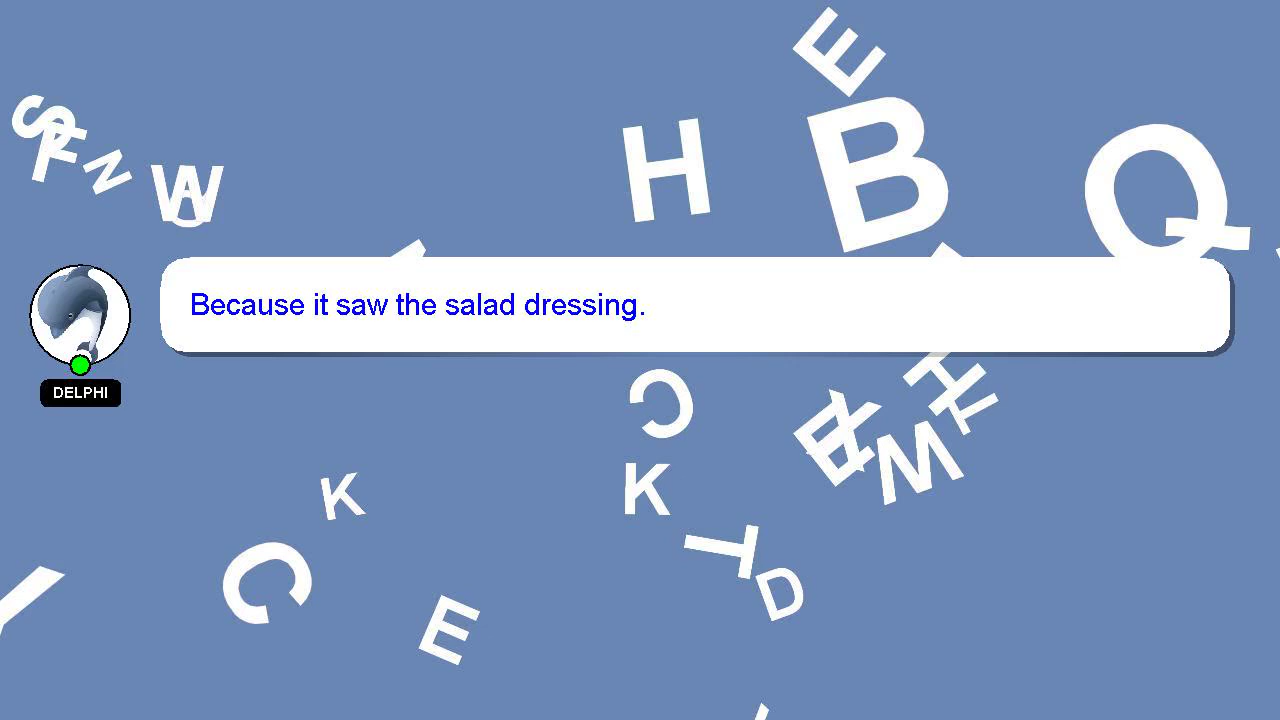 E
B
H
Q
S
F
N
W
Because it saw the salad dressing.
DELPHI
C
H
E
M
K
K
T
D
C
E